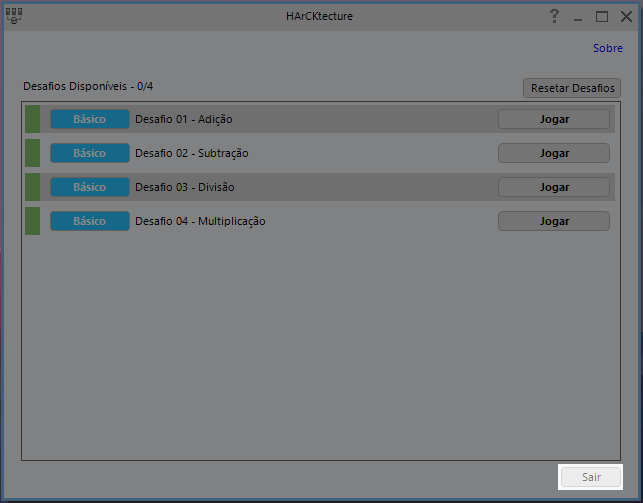 HArCKtecture
?
Sobre
Desafios Disponíveis - 0/4
Resetar Desafios
Básico Desafio 01 - Adição Jogar
Básico Desafio 02 - Subtração Jogar
Básico Desafio 03 - Divisão Jogar
Básico Desafio 04 - Multiplicação Jogar
Sair